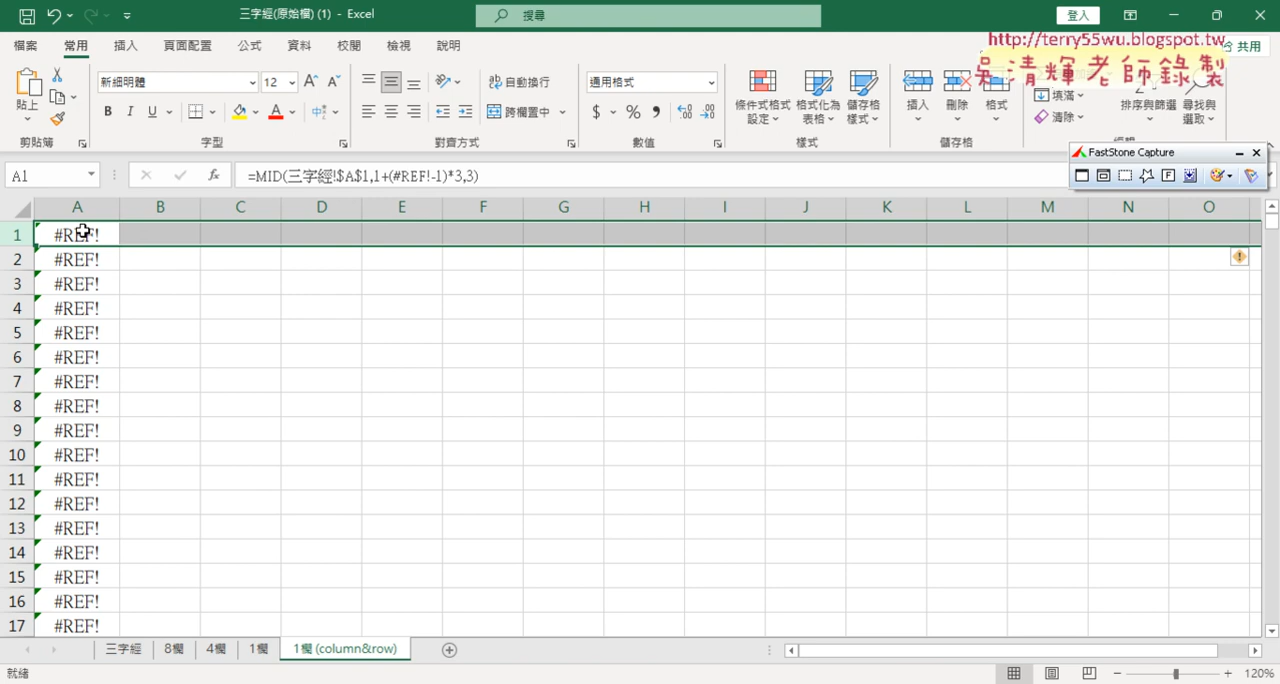 三字經(原始檔) (1) - Excel
搜尋
登入
檔案 常用 插入 頁面配置 公式 資料 校閱 檢視 說明
http://terry55wu.blogspot.tw
共用
吳清輝老師錄製
貼上
新細明體 12
B I U
自動換行
跨欄置中
通用格式
$ % ,
條件式格式設定 格式化為表格 儲存格樣式
插入 刪除 格式
填滿
清除
排序與篩選 尋找與選取
剪貼簿 字型 對齊方式 數值 樣式 儲存格
FastStone Capture
A1 fx =MID(三字經!$A$1,1+(#REF!-1)*3,3)
A B C D E F G H I J K L M N O
1 #REF!
2 #REF!
3 #REF!
4 #REF!
5 #REF!
6 #REF!
7 #REF!
8 #REF!
9 #REF!
10 #REF!
11 #REF!
12 #REF!
13 #REF!
14 #REF!
15 #REF!
16 #REF!
17 #REF!
三字經 8欄 4欄 1欄 1欄 (column&row)
就緒
120%